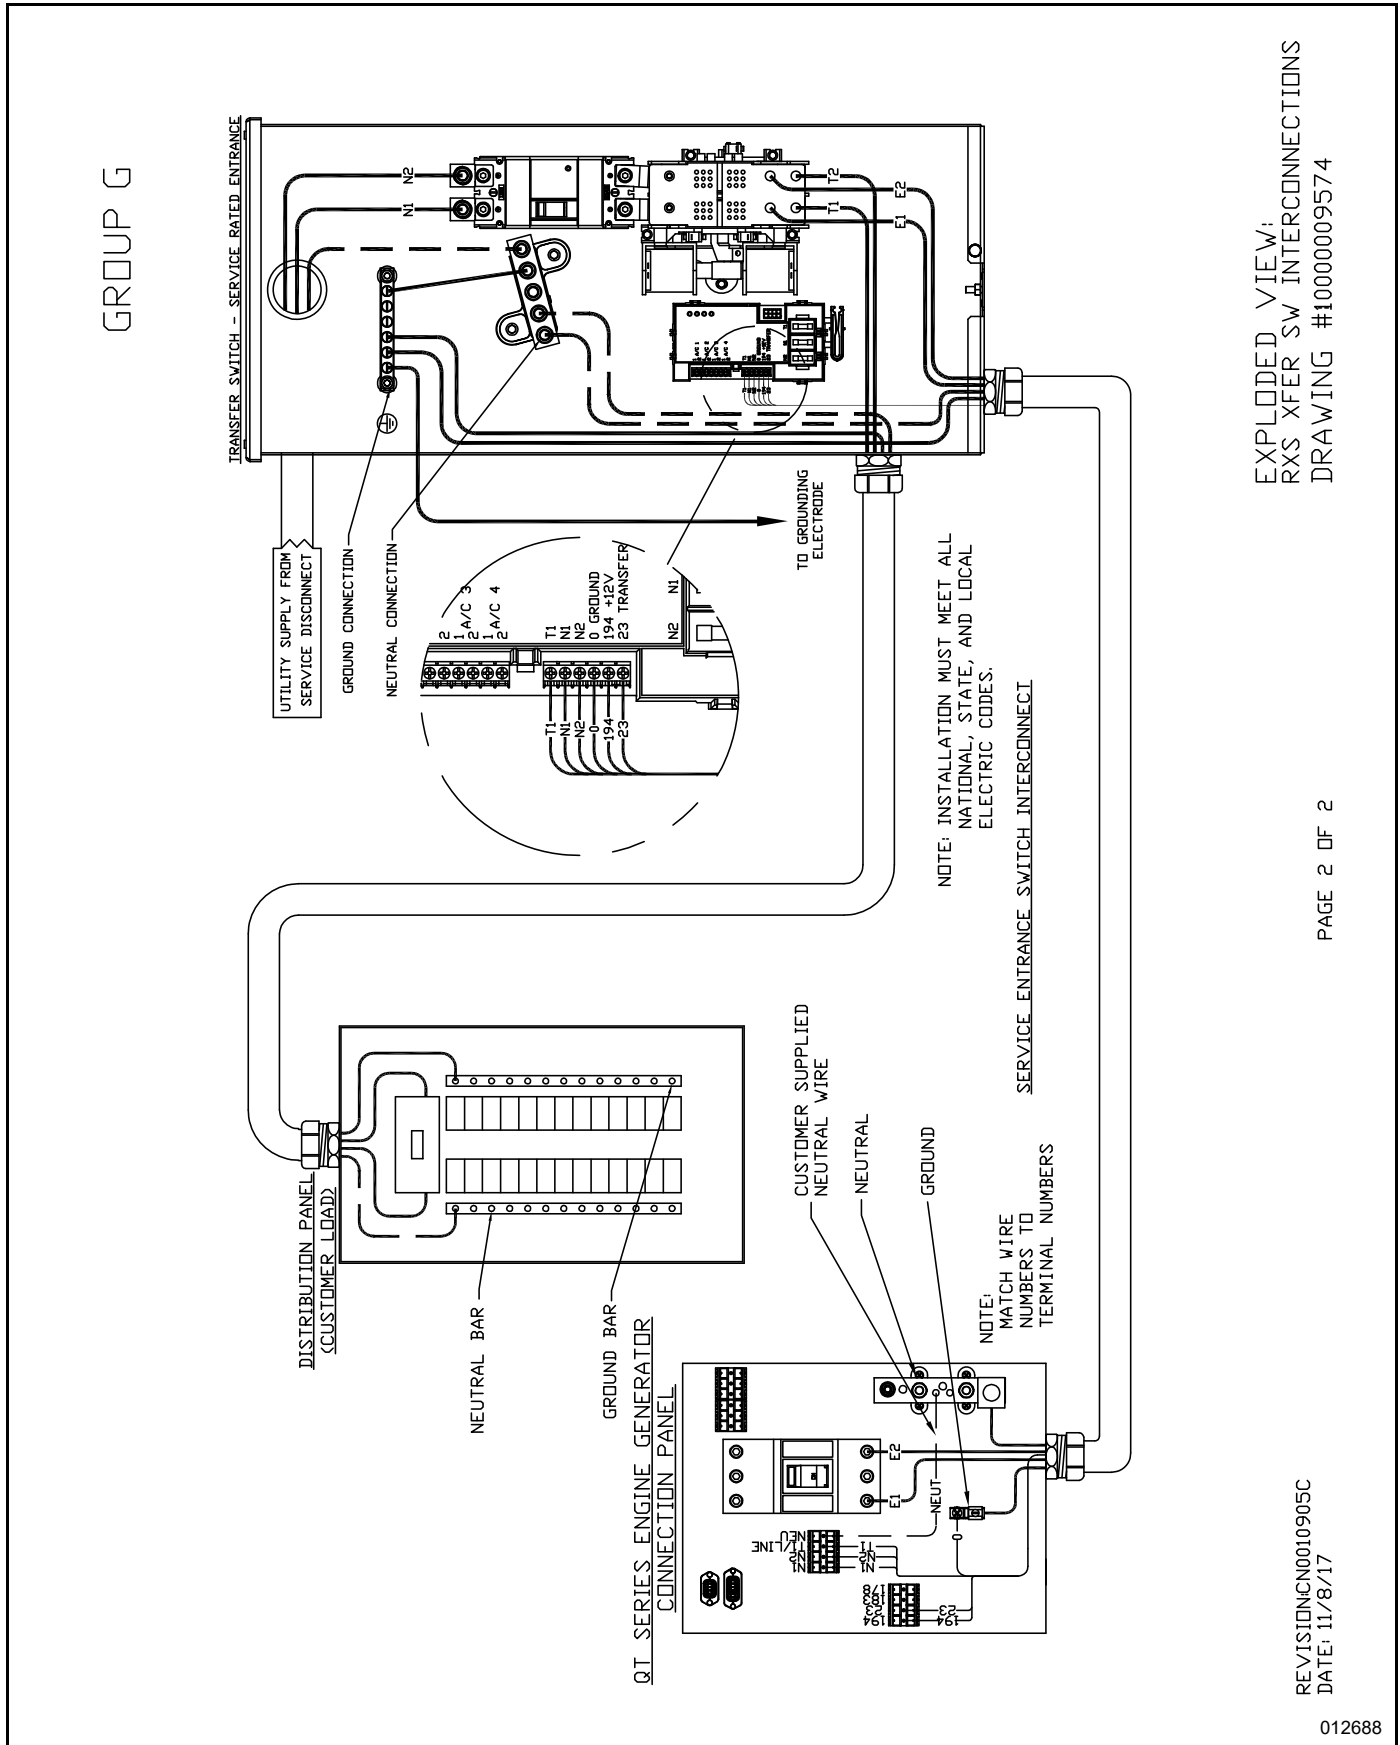 GROUP G
TRANSFER SWITCH - SERVICE RATED ENTRANCE
N2
N1
T2
T1
E2
E1
UTILITY SUPPLY FROM
SERVICE DISCONNECT
GROUND CONNECTION
NEUTRAL CONNECTION
TO GROUNDING
ELECTRODE
2
1 A/C 3
2
1 A/C 4
2
T1
N1
N2
0 GROUND
194 +12V
23 TRANSFER
N2
N1
T1
N1
N2
0
194
23
NOTE: INSTALLATION MUST MEET ALL
NATIONAL, STATE, AND LOCAL
ELECTRIC CODES.
SERVICE ENTRANCE SWITCH INTERCONNECT
DISTRIBUTION PANEL
(CUSTOMER LOAD)
NEUTRAL BAR
GROUND BAR
QT SERIES ENGINE GENERATOR
CONNECTION PANEL
CUSTOMER SUPPLIED
NEUTRAL WIRE
NEUTRAL
GROUND
NOTE:
MATCH WIRE
NUMBERS TO
TERMINAL NUMBERS
E2
E1
NEUT
0
NEU
T1/LINE
N2
N1
T1
N2
N1
178
183
23
194
23
194
EXPLODED VIEW:
RXS XFER SW INTERCONNECTIONS
DRAWING #10000009574
PAGE 2 OF 2
REVISION:CN0010905C
DATE: 11/8/17
012688